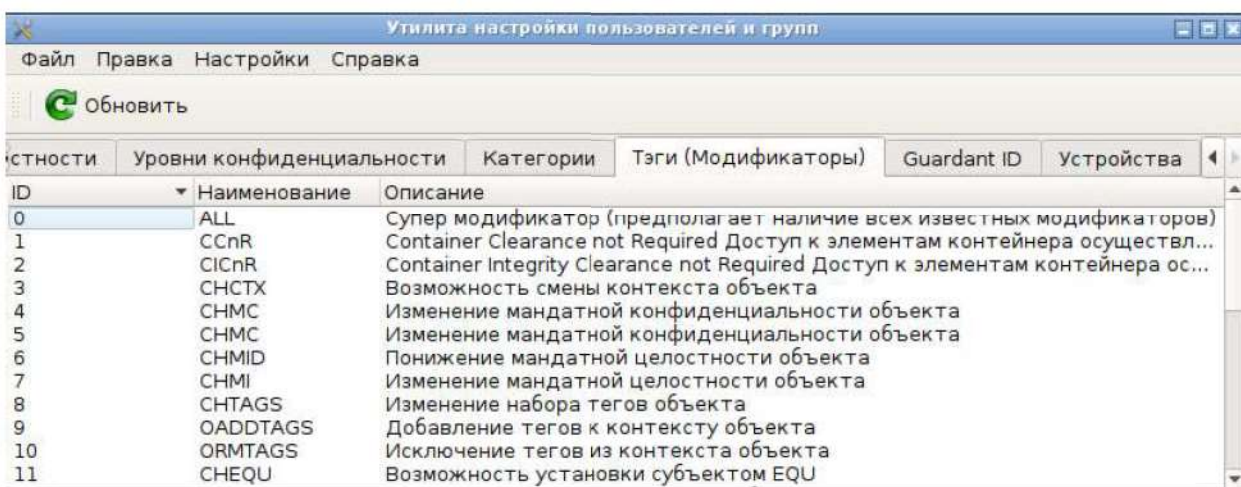 Утилита настройки пользователей и групп
Файл Правка Настройки Справка
Обновить
стности Уровни конфиденциальности Категории Тэги (Модификаторы) Guardant ID Устройства
ID Наименование Описание
0 ALL Супер модификатор (предполагает наличие всех известных модификаторов)
1 CCnR Container Clearance not Required Доступ к элементам контейнера осуществл...
2 CICnR Container Integrity Clearance not Required Доступ к элементам контейнера ос...
3 CHCTX Возможность смены контекста объекта
4 CHMC Изменение мандатной конфиденциальности объекта
5 CHMC Изменение мандатной конфиденциальности объекта
6 CHMID Понижение мандатной целостности объекта
7 CHMI Изменение мандатной целостности объекта
8 CHTAGS Изменение набора тегов объекта
9 OADDTAGS Добавление тегов к контексту объекта
10 ORMTAGS Исключение тегов из контекста объекта
11 CHEQU Возможность установки субъектом EQU